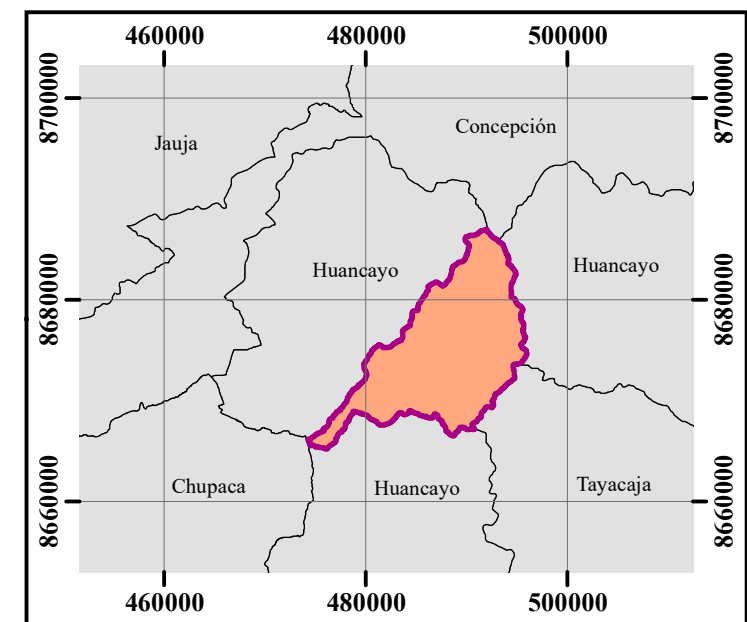 460000 480000 500000
8700000 8700000
Concepción
Jauja
Huancayo
Huancayo
8680000 8680000
Chupaca
Huancayo
Tayacaja
8660000 8660000
460000 480000 500000